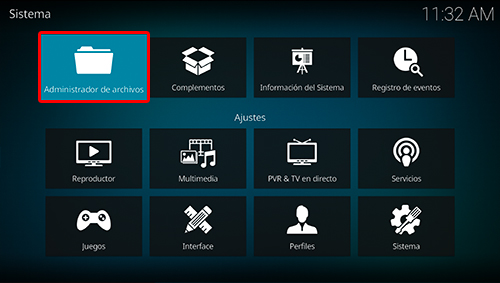 Sistema
11:32 AM
Administrador de archivos
Complementos
Información del Sistema
Registro de eventos
Ajustes
Reproductor
Multimedia
PVR & TV en directo
Servicios
Juegos
Interface
Perfiles
Sistema